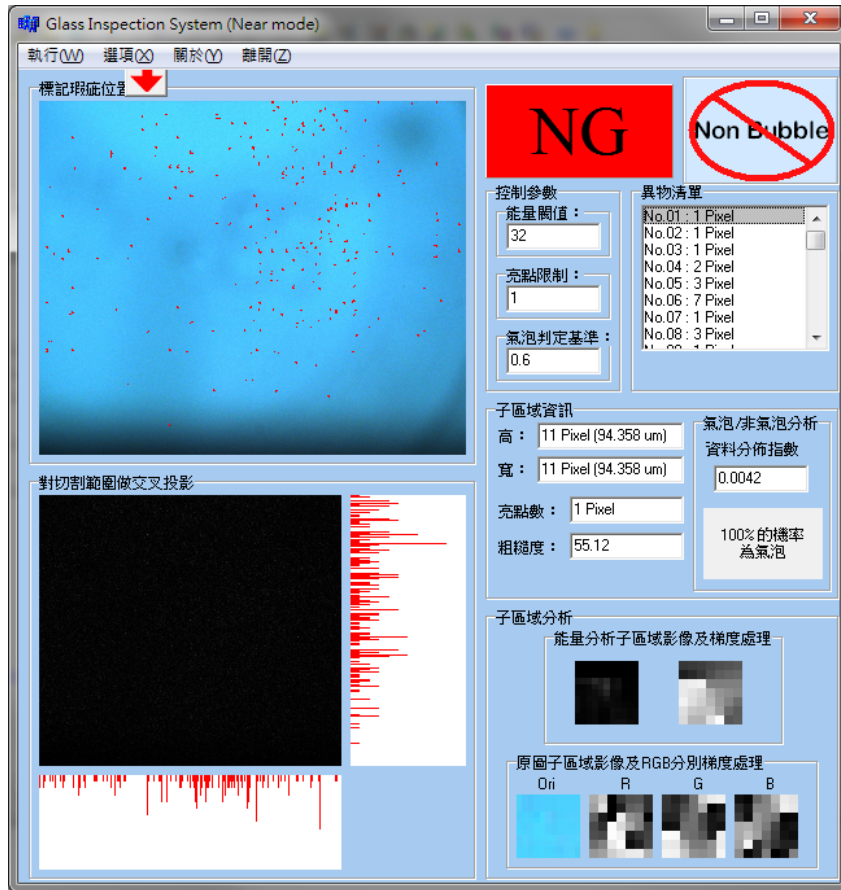 Glass Inspection System (Near mode)
執行(W) 選項(X) 關於(Y) 離開(Z)
標記瑕疵位置
NG
Non Bubble
控制參數
能量閥值：
32
亮點限制：
1
氣泡判定基準：
0.6
異物清單
No.01 : 1 Pixel
No.02 : 1 Pixel
No.03 : 1 Pixel
No.04 : 2 Pixel
No.05 : 3 Pixel
No.06 : 7 Pixel
No.07 : 1 Pixel
No.08 : 3 Pixel
子區域資訊
高： 11 Pixel (94.358 um)
寬： 11 Pixel (94.358 um)
亮點數： 1 Pixel
粗糙度： 55.12
氣泡/非氣泡分析
資料分佈指數
0.0042
100%的機率
為氣泡
對切割範圍做交叉投影
子區域分析
能量分析子區域影像及梯度處理
原圖子區域影像及RGB分別梯度處理
Ori R G B